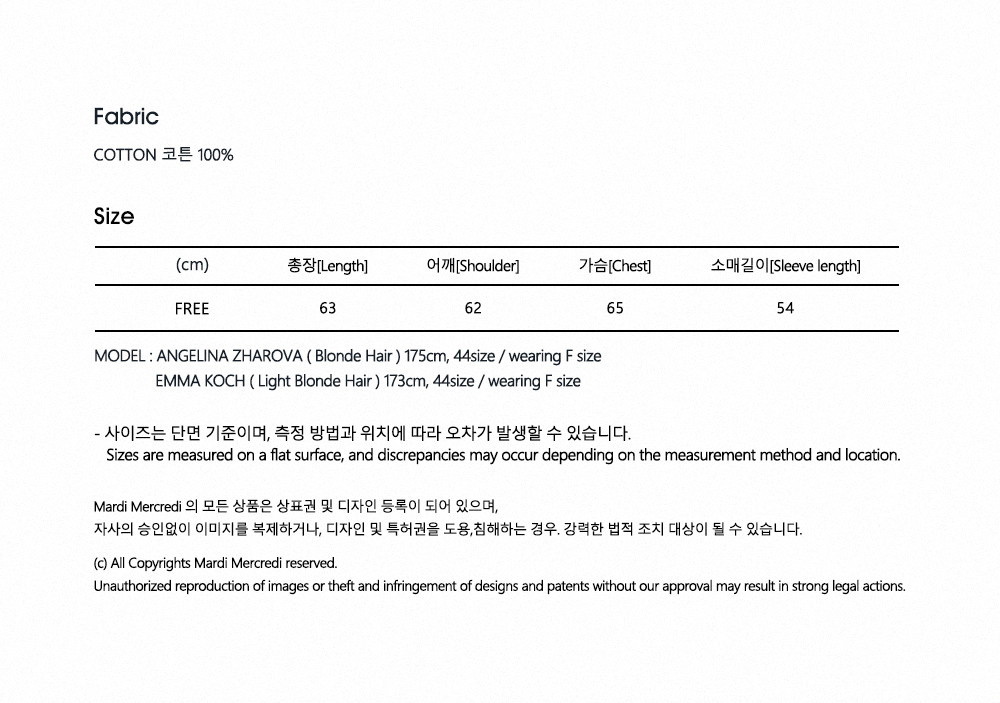 Fabric
COTTON 코튼 100%
Size
(cm) 총장[Length] 어깨[Shoulder] 가슴[Chest] 소매길이[Sleeve length]
FREE 63 62 65 54
MODEL : ANGELINA ZHAROVA ( Blonde Hair ) 175cm, 44size / wearing F size
EMMA KOCH ( Light Blonde Hair ) 173cm, 44size / wearing F size
- 사이즈는 단면 기준이며, 측정 방법과 위치에 따라 오차가 발생할 수 있습니다.
Sizes are measured on a flat surface, and discrepancies may occur depending on the measurement method and location.
Mardi Mercredi 의 모든 상품은 상표권 및 디자인 등록이 되어 있으며,
자사의 승인없이 이미지를 복제하거나, 디자인 및 특허권을 도용,침해하는 경우. 강력한 법적 조치 대상이 될 수 있습니다.
(c) All Copyrights Mardi Mercredi reserved.
Unauthorized reproduction of images or theft and infringement of designs and patents without our approval may result in strong legal actions.